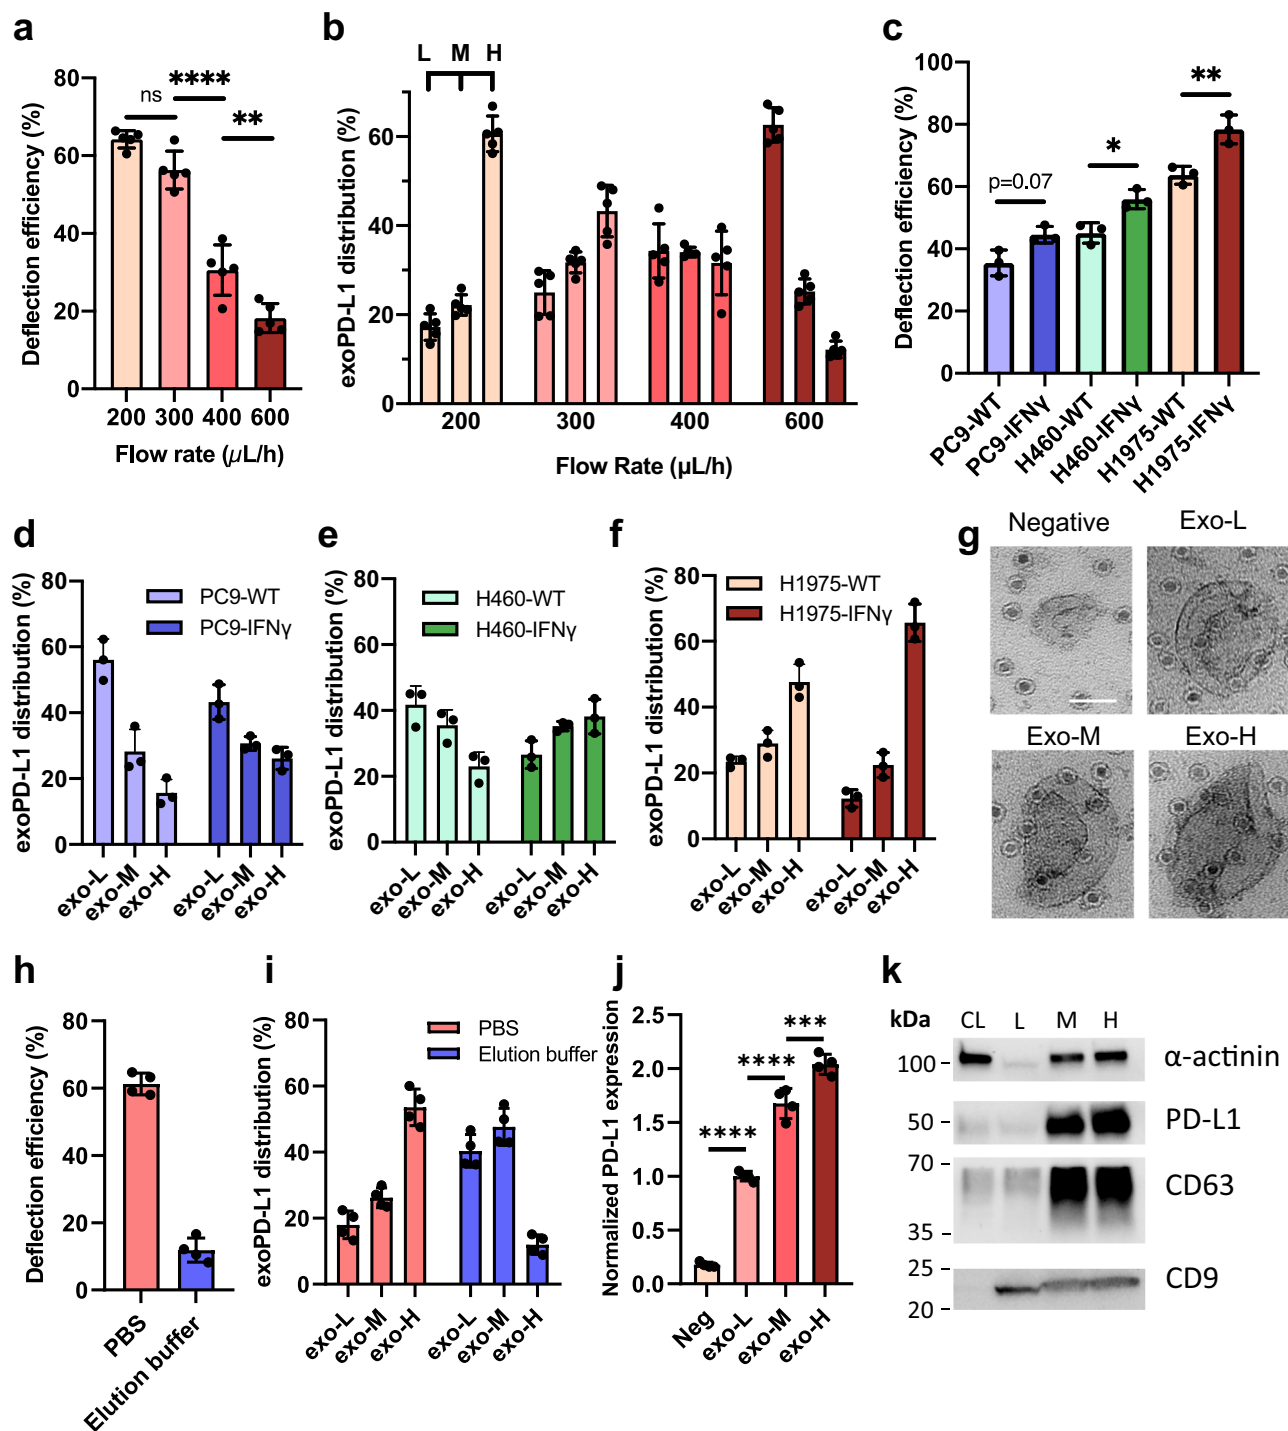 a
Deflection efficiency (%)
80
60
40
20
0
ns
****
**
200 300 400 600
Flow rate (μL/h)
b
L M H
exoPD-L1 distribution (%)
60
40
20
0
200 300 400 600
Flow Rate (μL/h)
c
Deflection efficiency (%)
100
80
60
40
20
0
p=0.07
*
**
PC9-WT
PC9-IFNγ
H460-WT
H460-IFNγ
H1975-WT
H1975-IFNγ
d
exoPD-L1 distribution (%)
80
60
40
20
0
PC9-WT
PC9-IFNγ
exo-L
exo-M
exo-H
exo-L
exo-M
exo-H
e
exoPD-L1 distribution (%)
80
60
40
20
0
H460-WT
H460-IFNγ
exo-L
exo-M
exo-H
exo-L
exo-M
exo-H
f
exoPD-L1 distribution (%)
80
60
40
20
0
H1975-WT
H1975-IFNγ
exo-L
exo-M
exo-H
exo-L
exo-M
exo-H
g
Negative
Exo-L
Exo-M
Exo-H
h
Deflection efficiency (%)
80
60
40
20
0
PBS
Elution buffer
i
exoPD-L1 distribution (%)
80
60
40
20
0
PBS
Elution buffer
exo-L
exo-M
exo-H
exo-L
exo-M
exo-H
j
Normalized PD-L1 expression
2.5
2.0
1.5
1.0
0.5
0.0
****
****
***
Neg
exo-L
exo-M
exo-H
k
kDa CL L M H
100
α-actinin
50
PD-L1
70
CD63
35
25
CD9
20